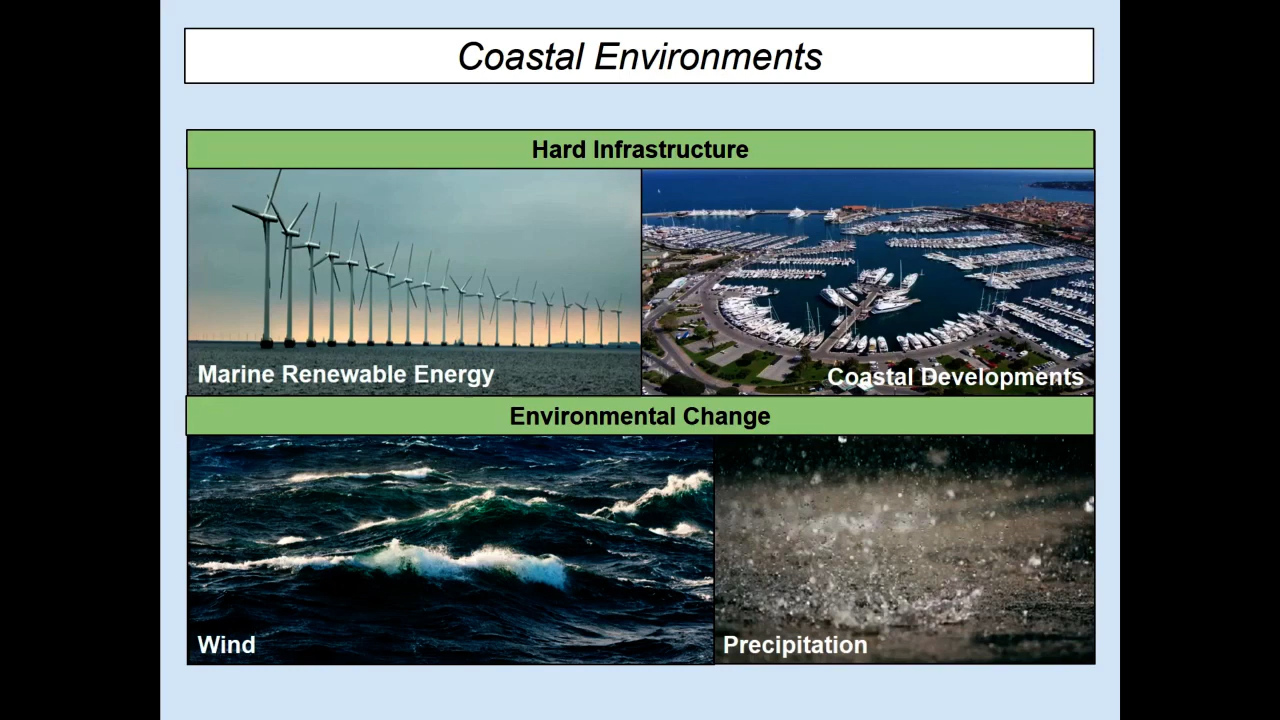 Coastal Environments
Hard Infrastructure
Marine Renewable Energy
Coastal Developments
Environmental Change
Wind
Precipitation